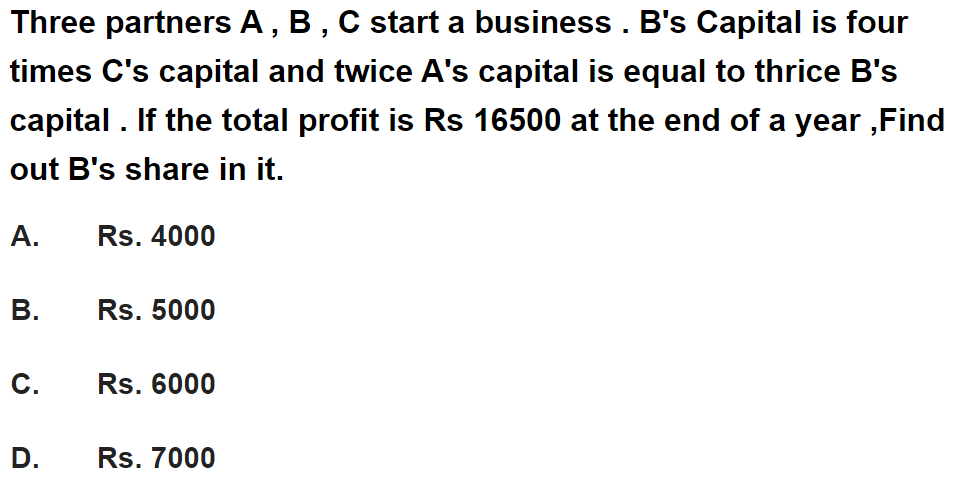 Three partners A , B , C start a business . B's Capital is four
times C's capital and twice A's capital is equal to thrice B's
capital . If the total profit is Rs 16500 at the end of a year ,Find
out B's share in it.
A. Rs. 4000
B. Rs. 5000
C. Rs. 6000
D. Rs. 7000